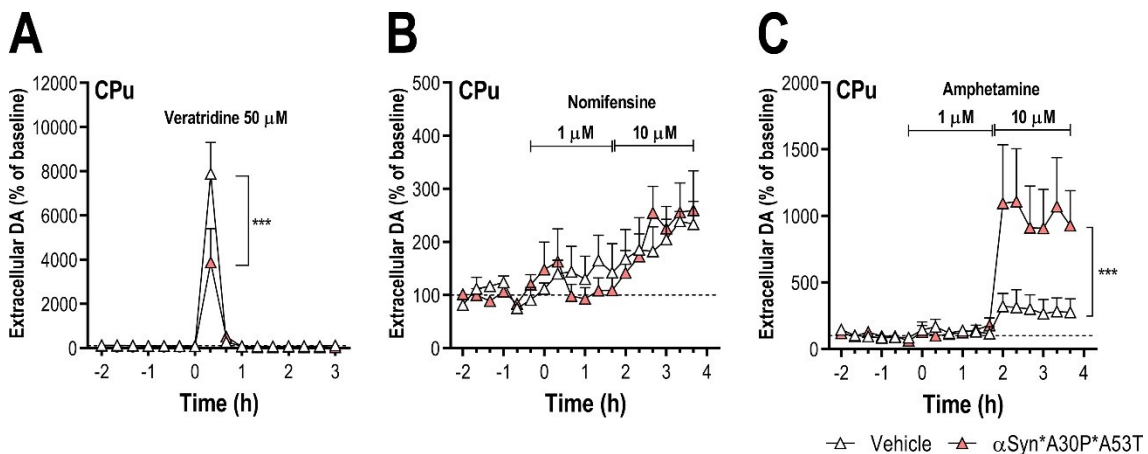 A
B
C
CPu
Veratridine 50 μM
***
Extracellular DA (% of baseline)
12000
10000
8000
6000
4000
2000
0
-2
-1
0
1
2
3
Time (h)
CPu
Nomifensine
1 μM
10 μM
Extracellular DA (% of baseline)
500
400
300
200
100
0
-2
-1
0
1
2
3
4
Time (h)
CPu
Amphetamine
1 μM
10 μM
***
Extracellular DA (% of baseline)
2000
1500
1000
500
0
-2
-1
0
1
2
3
4
Time (h)
Vehicle
αSyn*A30P*A53T